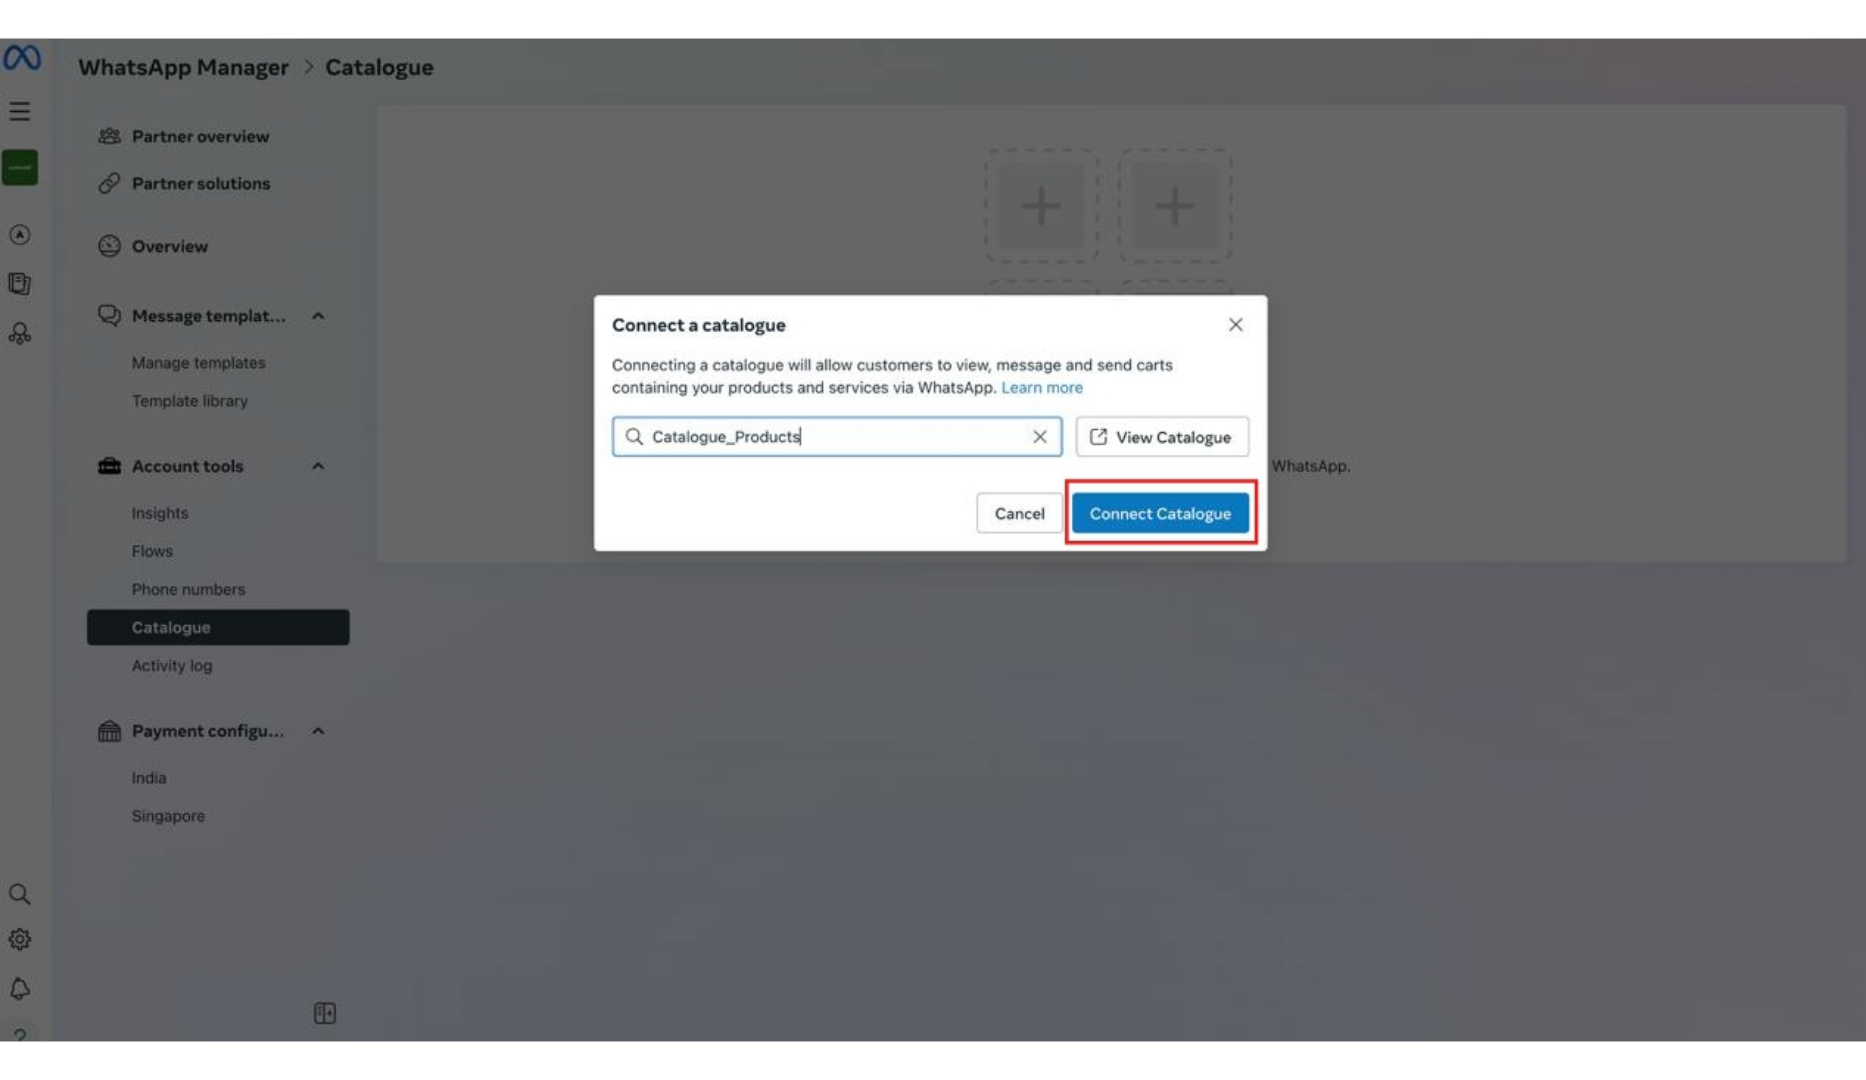 WhatsApp Manager > Catalogue
Partner overview
Partner solutions
Overview
Message templat...
Manage templates
Template library
Account tools
Insights
Flows
Phone numbers
Catalogue
Activity log
Payment configu...
India
Singapore
Connect a catalogue
Connecting a catalogue will allow customers to view, message and send carts
containing your products and services via WhatsApp. Learn more
Catalogue_Products
View Catalogue
WhatsApp.
Cancel
Connect Catalogue